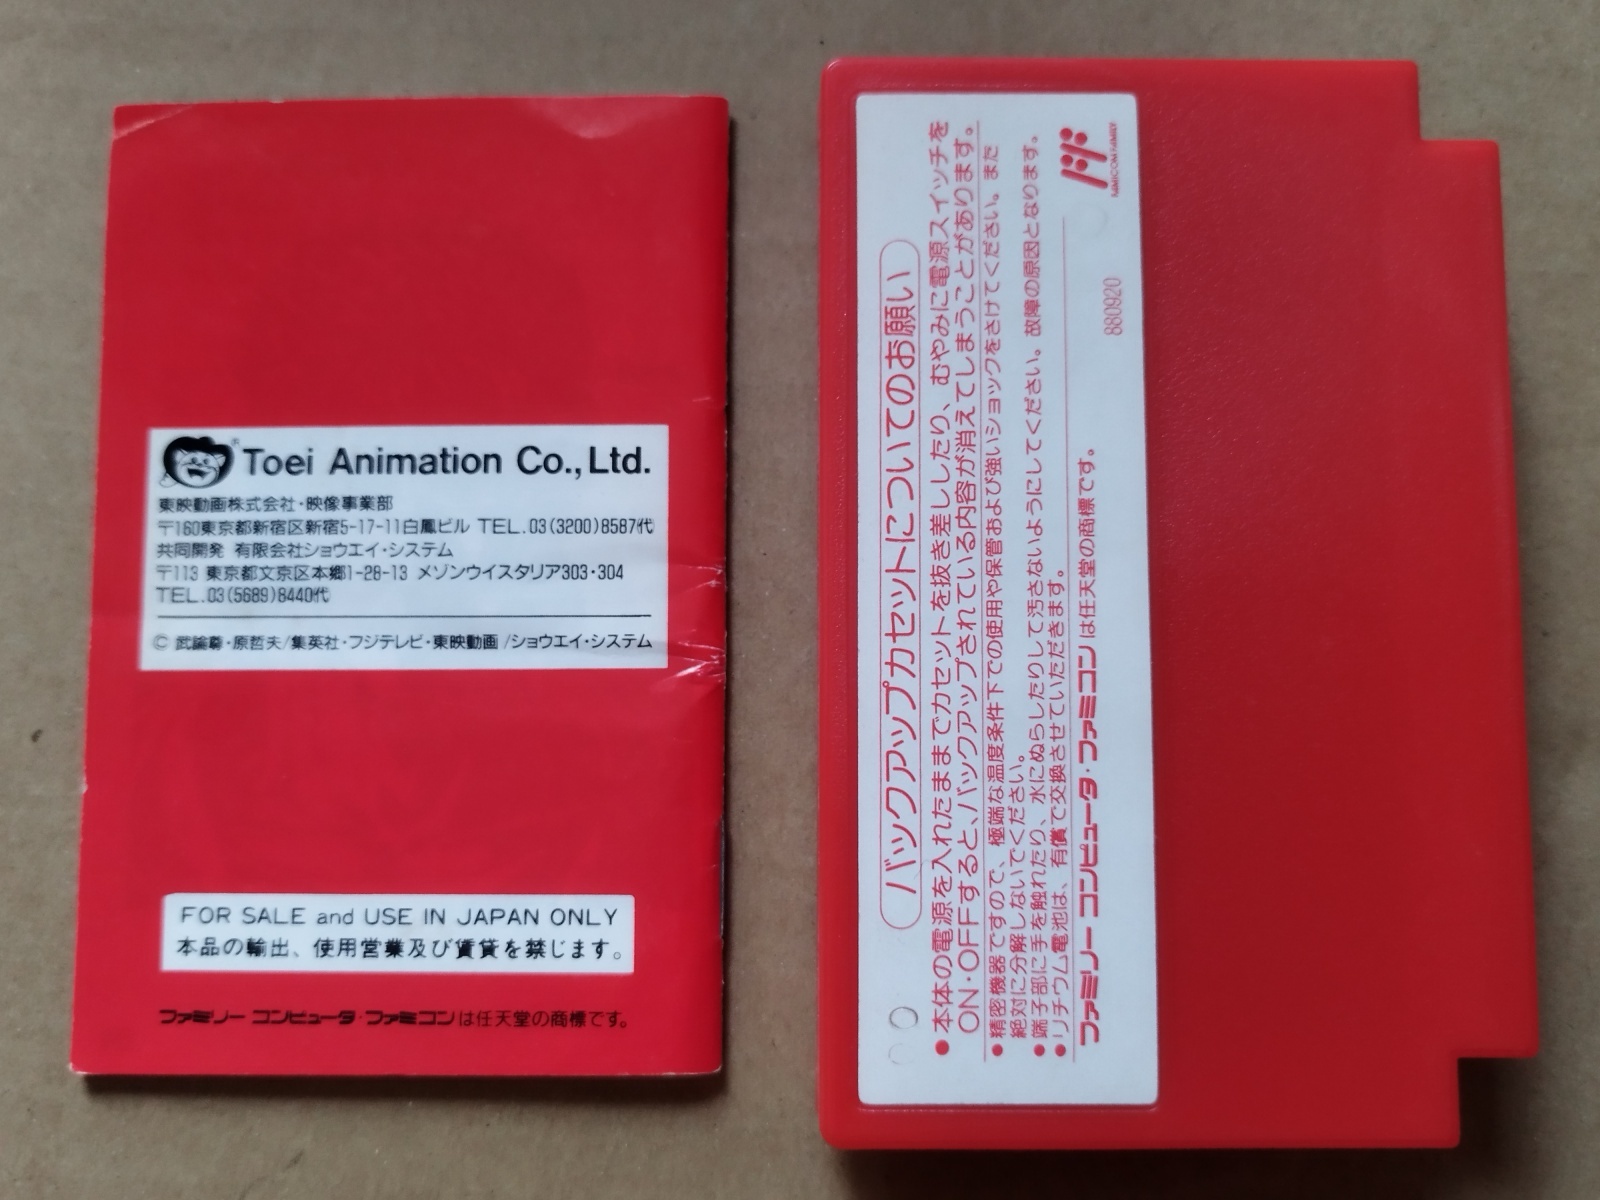 Toei Animation Co., Ltd.
東映動画株式会社・映像事業部
〒160東京都新宿区新宿5-17-11白鳳ビル TEL.03(3200)8587代
共同開発 有限会社ショウエイ・システム
〒113 東京都文京区本郷1-28-13 メゾンウイスタリア303・304
TEL.03(5689)8440代
© 武論尊・原哲夫/集英社・フジテレビ・東映動画/ショウエイ・システム
FOR SALE and USE IN JAPAN ONLY
本品の輸出、使用営業及び賃貸を禁じます。
ファミリー コンピュータ・ファミコンは任天堂の商標です。
バックアップカセットについてのお願い
●本体の電源を入れたままでカセットを抜き差ししたり、むやみに電源スイッチを
ON・OFFすると、バックアップされている内容が消えてしまうことがあります。
●精密機器ですので、極端な温度条件下での使用や保管および強いショックをさけてください。また
絶対に分解しないでください。
●端子部に手を触れたり、水にぬらしたりして汚さないようにしてください。故障の原因となります。
●リチウム電池は、有償で交換させていただきます。
ファミリー コンピュータ・ファミコンは任天堂の商標です。
880920
FAMICOM FAMILY